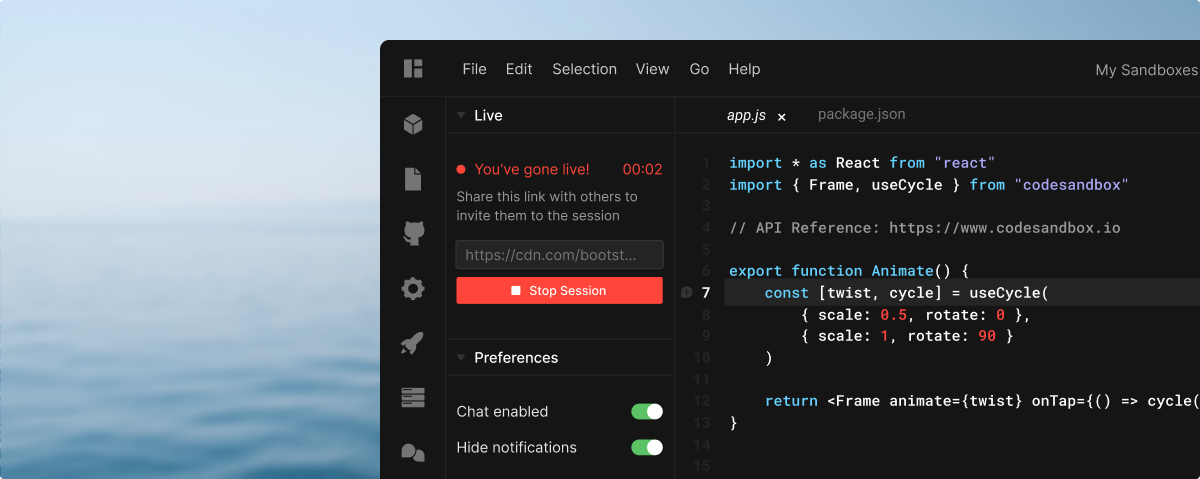 File Edit Selection View Go Help
My Sandboxes
Live
You've gone live! 00:02
Share this link with others to
invite them to the session
https://cdn.com/bootst...
Stop Session
Preferences
Chat enabled
Hide notifications
app.js × package.json
1 import * as React from "react"
2 import { Frame, useCycle } from "codesandbox"
3
4 // API Reference: https://www.codesandbox.io
5
6 export function Animate() {
7 const [twist, cycle] = useCycle(
8 { scale: 0.5, rotate: 0 },
9 { scale: 1, rotate: 90 }
10 )
11
12 return <Frame animate={twist} onTap={() => cycle(
13 }
14
15